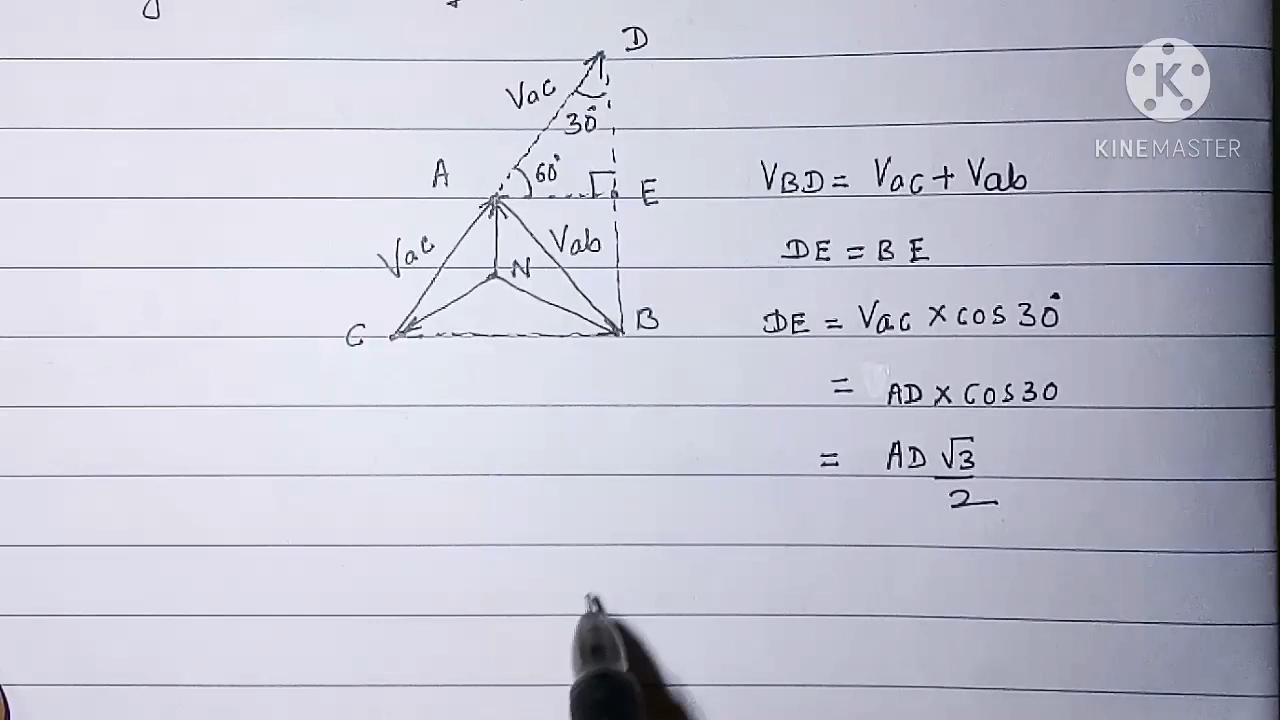 D
Vac
30°
A
60°
E
Vac
Vab
N
C
B
K
KINEMASTER
VBD = Vac + Vab
DE = BE
DE = Vac × cos 30°
= AD × cos 30
= AD √3
2